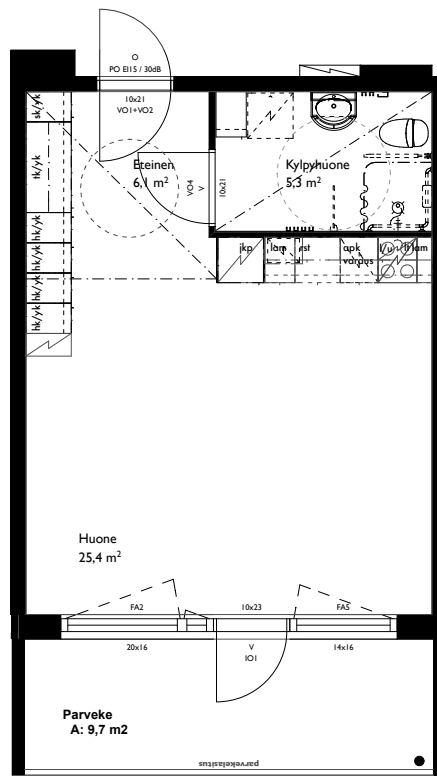 O
PO EI15 / 30dB
10x21
VO1+VO2
sk/yk
Eteinen
6,1 m²
Kylpyhuone
5,3 m²
tk/yk
VO4
V
10x21
hk/yk
hk/yk
hk/yk
hk/yk
jkp
lam
rst
apk
varaus
l/u
lam
Huone
25,4 m²
FA2
10x23
FA5
20x16
V
IO1
14x16
Parveke
A: 9,7 m2
parvekelasitus